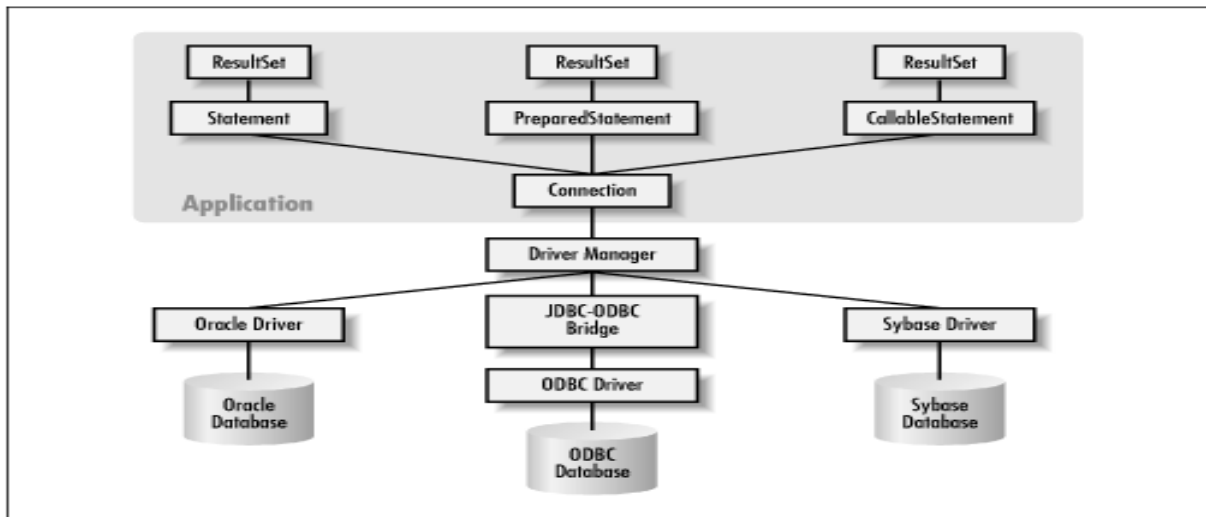 ResultSet
ResultSet
ResultSet
Statement
PreparedStatement
CallableStatement
Connection
Application
Driver Manager
Oracle Driver
JDBC-ODBC
Bridge
Sybase Driver
ODBC Driver
Oracle
Database
Sybase
Database
ODBC
Database